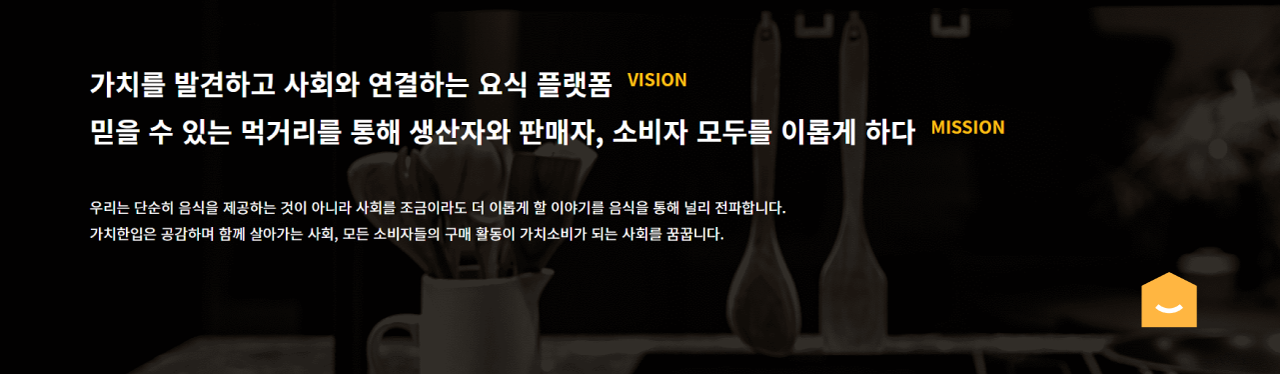 가치를 발견하고 사회와 연결하는 요식 플랫폼 VISION
믿을 수 있는 먹거리를 통해 생산자와 판매자, 소비자 모두를 이롭게 하다 MISSION
우리는 단순히 음식을 제공하는 것이 아니라 사회를 조금이라도 더 이롭게 할 이야기를 음식을 통해 널리 전파합니다.
가치한입은 공감하며 함께 살아가는 사회, 모든 소비자들의 구매 활동이 가치소비가 되는 사회를 꿈꿉니다.